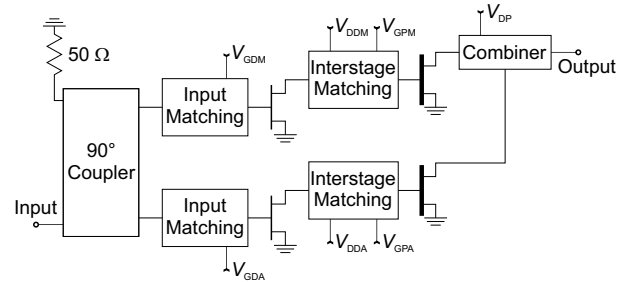 V_DDM V_GPM V_DP
50 Ω
V_GDM
Combiner
Output
Interstage
Matching
Input
Matching
90°
Coupler
Input
Interstage
Matching
Input
Matching
V_DDA V_GPA
V_GDA